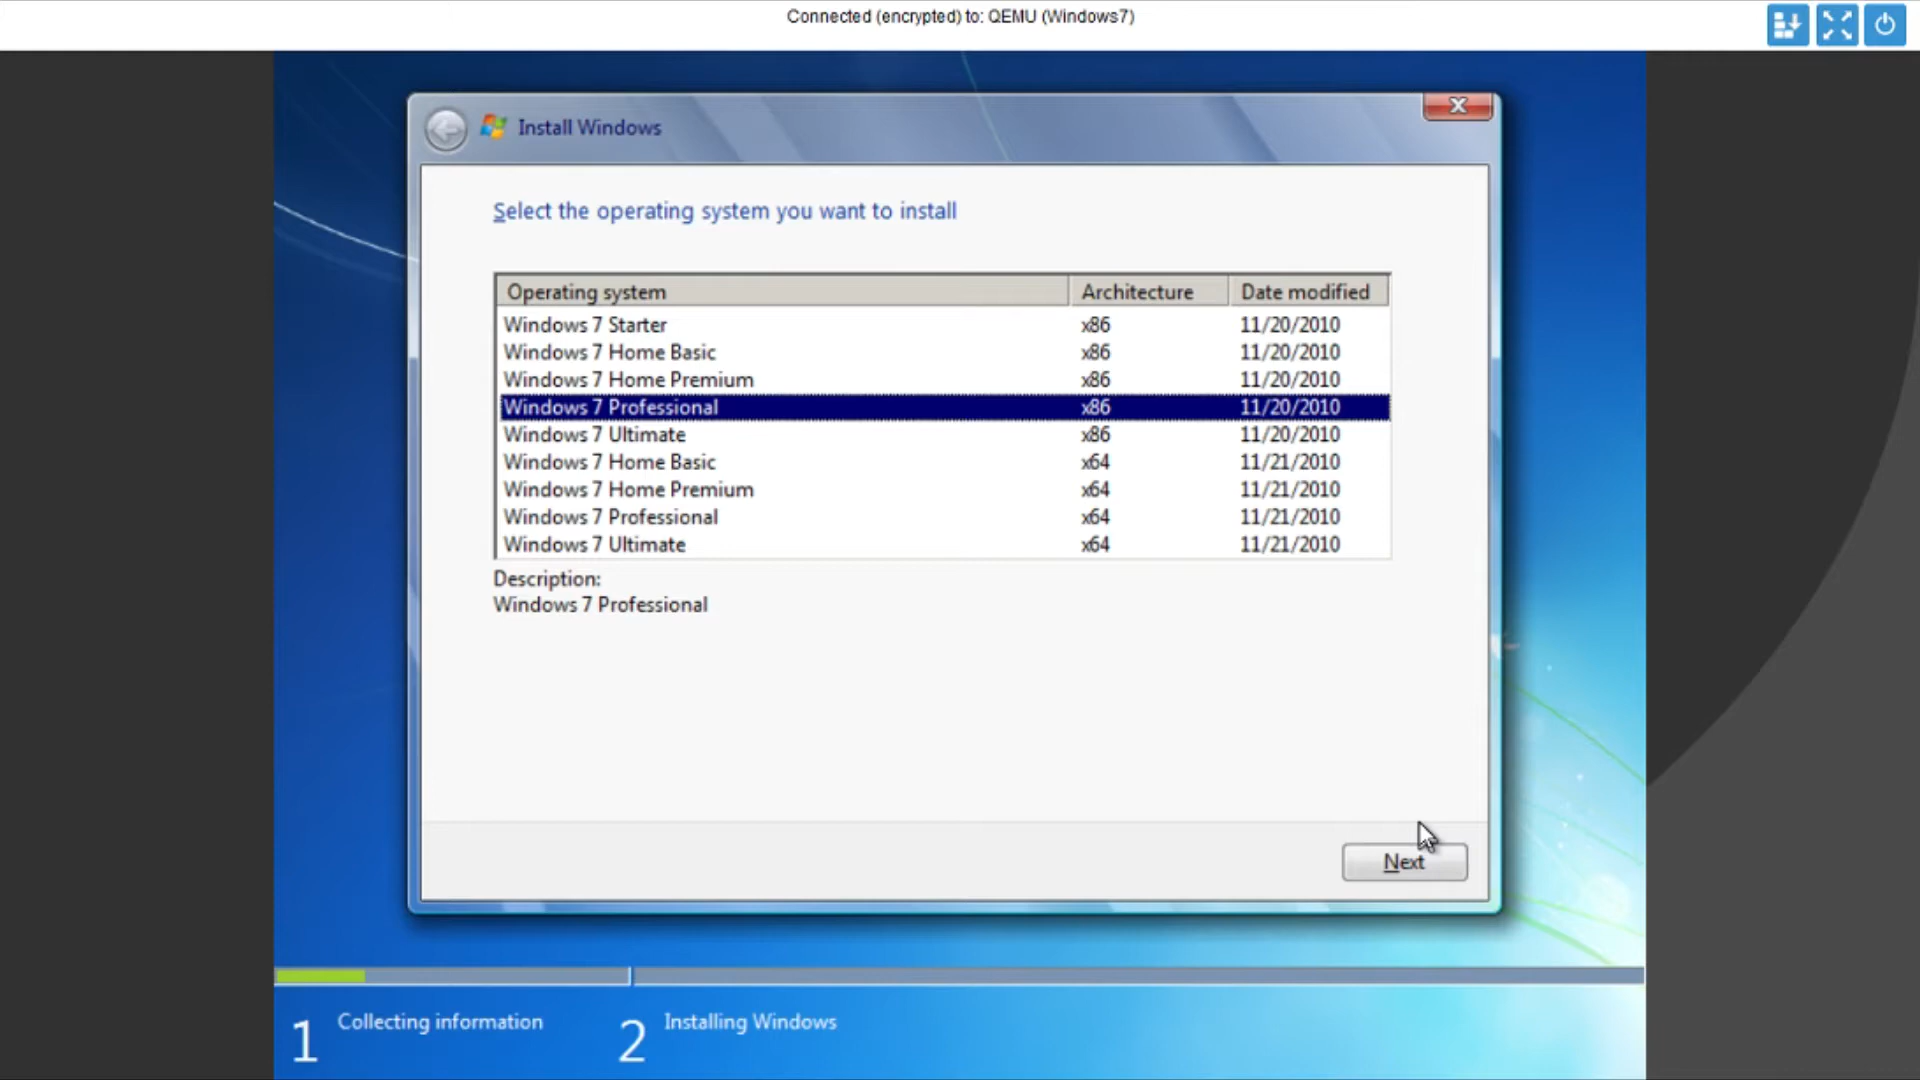 Connected (encrypted) to: QEMU (Windows7)
Install Windows
Select the operating system you want to install
Operating system Architecture Date modified
Windows 7 Starter x86 11/20/2010
Windows 7 Home Basic x86 11/20/2010
Windows 7 Home Premium x86 11/20/2010
Windows 7 Professional x86 11/20/2010
Windows 7 Ultimate x86 11/20/2010
Windows 7 Home Basic x64 11/21/2010
Windows 7 Home Premium x64 11/21/2010
Windows 7 Professional x64 11/21/2010
Windows 7 Ultimate x64 11/21/2010
Description:
Windows 7 Professional
Next
1 Collecting information 2 Installing Windows